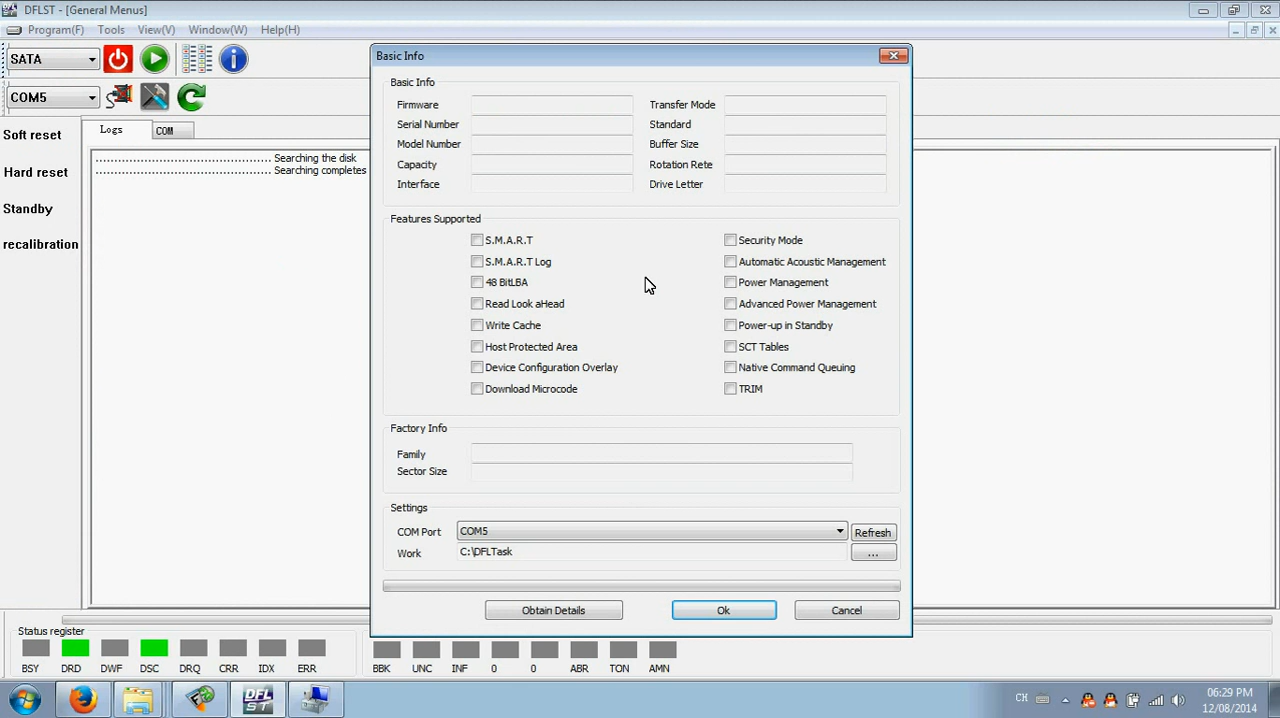 DFLST - [General Menus]
Program(F) Tools View(V) Window(W) Help(H)
SATA
COM5
Soft reset
Hard reset
Standby
recalibration
Logs COM
Searching the disk
Searching completes
Basic Info
Basic Info
Firmware Transfer Mode
Serial Number Standard
Model Number Buffer Size
Capacity Rotation Rete
Interface Drive Letter
Features Supported
S.M.A.R.T Security Mode
S.M.A.R.T Log Automatic Acoustic Management
48 BitLBA Power Management
Read Look aHead Advanced Power Management
Write Cache Power-up in Standby
Host Protected Area SCT Tables
Device Configuration Overlay Native Command Queuing
Download Microcode TRIM
Factory Info
Family
Sector Size
Settings
COM Port COM5 Refresh
Work C:\DFLTask ...
Obtain Details Ok Cancel
Status register
BSY DRD DWF DSC DRQ CRR IDX ERR BBK UNC INF 0 0 ABR TON AMN
DFL ST
CH
06:29 PM
12/08/2014